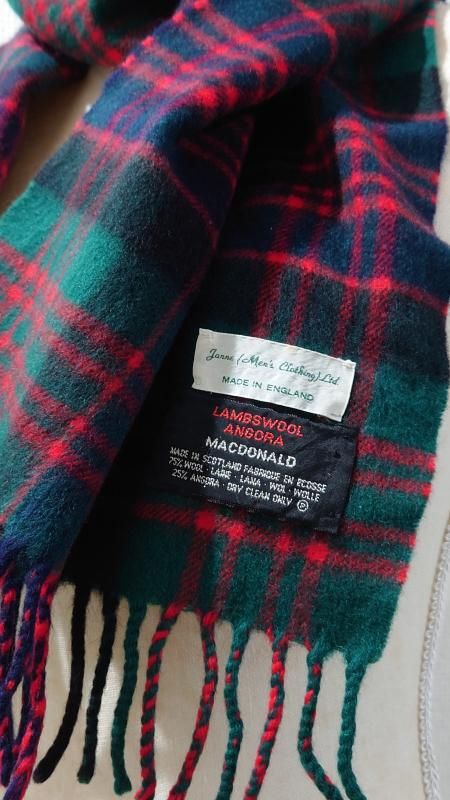 Janne (Men's Clothing) Ltd
MADE IN ENGLAND
LAMBSWOOL
ANGORA
MACDONALD
MADE IN SCOTLAND FABRIQUE EN ECOSSE
75% WOOL · LAINE · LANA · WOL · WOLLE
25% ANGORA · DRY CLEAN ONLY Ⓟ